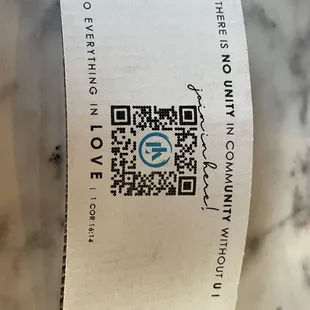 THERE IS NO UNITY IN COMMUNITY WITHOUT U!
join in here!
O EVERYTHING IN LOVE | 1 COR 16:14